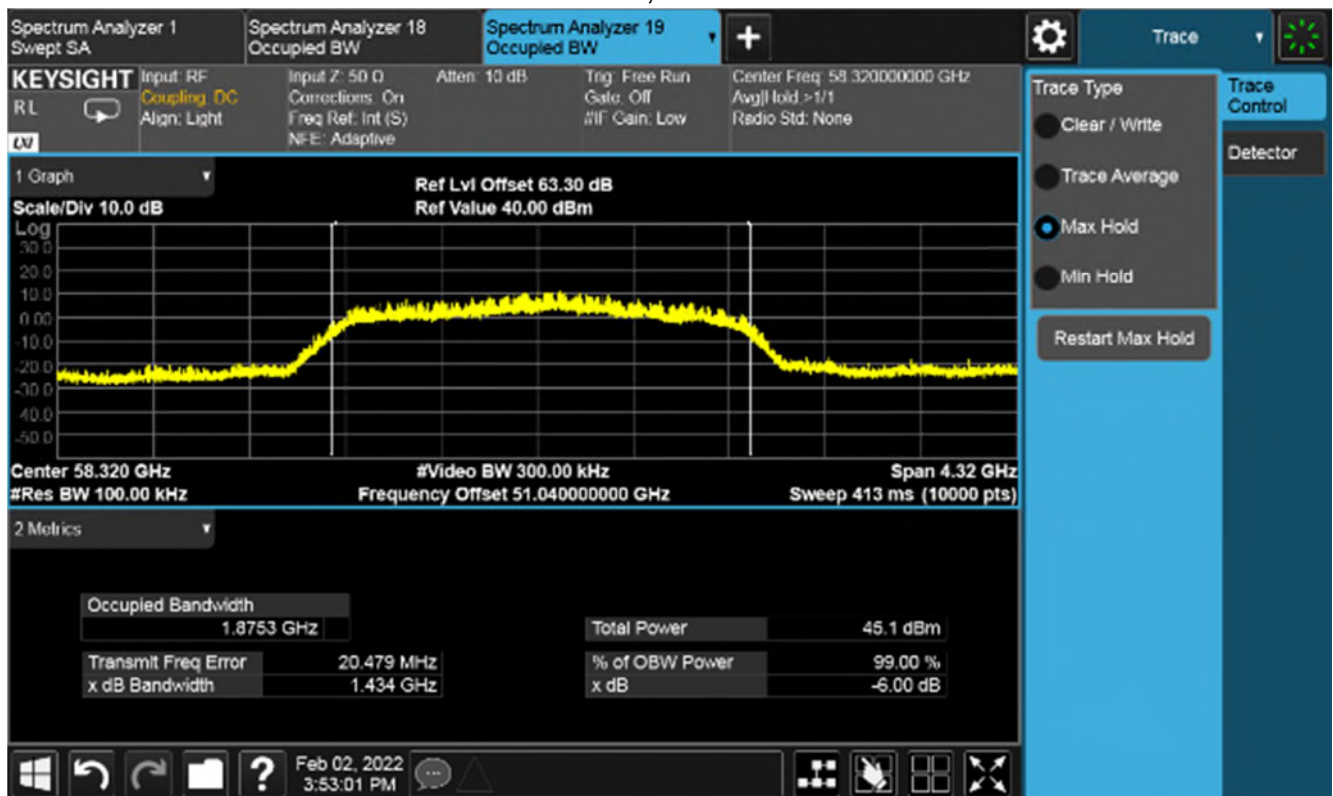 Spectrum Analyzer 1
Swept SA
Spectrum Analyzer 18
Occupied BW
Spectrum Analyzer 19
Occupied BW
Trace
KEYSIGHT
RL
LXI
Input: RF
Coupling: DC
Align: Light
Input Z: 50 Ω
Corrections: On
Freq Ref: Int (S)
NFE: Adaptive
Atten: 10 dB
Trig: Free Run
Gate: Off
#IF Gain: Low
Center Freq: 58.320000000 GHz
Avg|Hold:>1/1
Radio Std: None
1 Graph
Scale/Div 10.0 dB
Ref Lvl Offset 63.30 dB
Ref Value 40.00 dBm
Log
30.0
20.0
10.0
0.00
-10.0
-20.0
-30.0
-40.0
-50.0
Center 58.320 GHz
#Video BW 300.00 kHz
Span 4.32 GHz
#Res BW 100.00 kHz
Frequency Offset 51.040000000 GHz
Sweep 413 ms (10000 pts)
2 Metrics
Occupied Bandwidth
1.8753 GHz
Total Power 45.1 dBm
Transmit Freq Error 20.479 MHz
% of OBW Power 99.00 %
x dB Bandwidth 1.434 GHz
x dB -6.00 dB
Feb 02, 2022
3:53:01 PM
Trace Type
Clear / Write
Trace Average
Max Hold
Min Hold
Restart Max Hold
Trace
Control
Detector